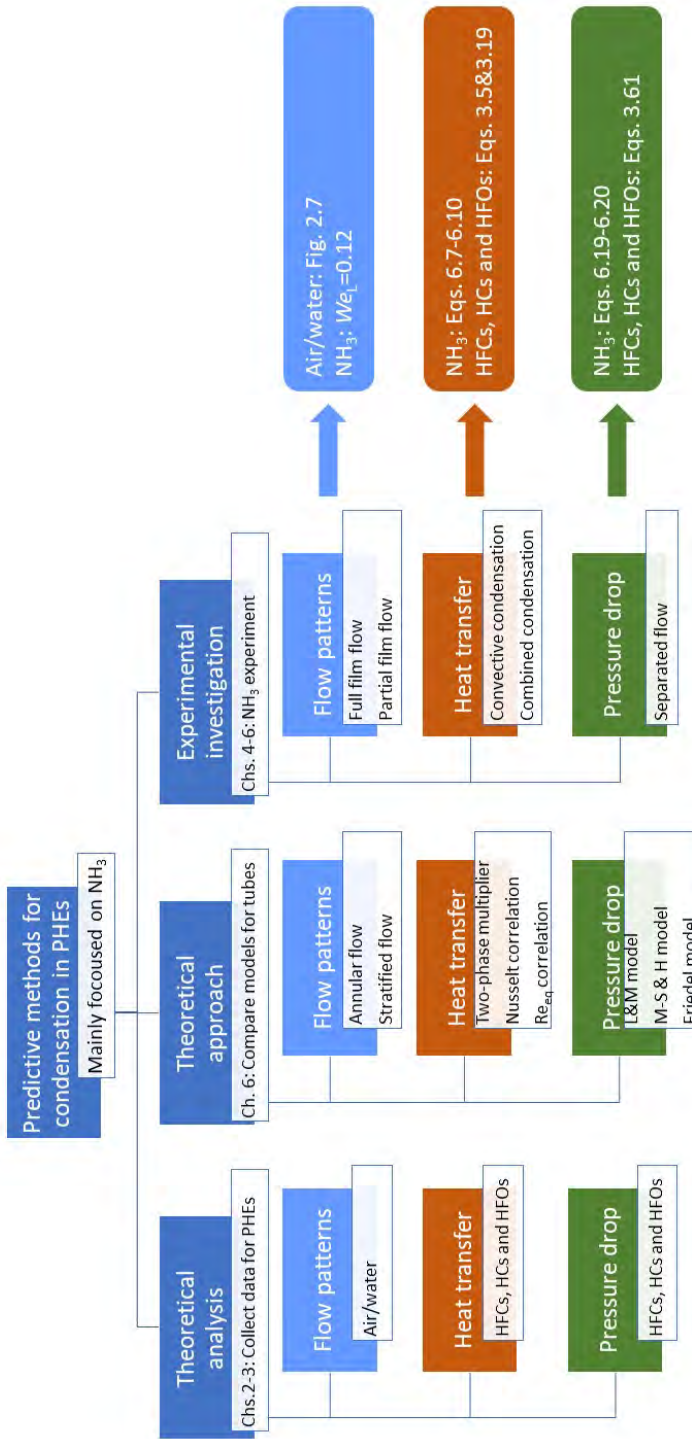 Predictive methods for
condensation in PHEs
Mainly focoused on NH₃
Theoretical
analysis
Chs.2-3: Collect data for PHEs
Flow patterns
Air/water
Heat transfer
HFCs, HCs and HFOs
Pressure drop
HFCs, HCs and HFOs
Theoretical
approach
Ch. 6: Compare models for tubes
Flow patterns
Annular flow
Stratified flow
Heat transfer
Two-phase multiplier
Nusselt correlation
Re_eq correlation
Pressure drop
L&M model
M-S & H model
Friedel model
Experimental
investigation
Chs. 4-6: NH₃ experiment
Flow patterns
Full film flow
Partial film flow
Heat transfer
Convective condensation
Combined condensation
Pressure drop
Separated flow
Air/water: Fig. 2.7
NH₃: We_L=0.12
NH₃: Eqs. 6.7-6.10
HFCs, HCs and HFOs: Eqs. 3.5&3.19
NH₃: Eqs. 6.19-6.20
HFCs, HCs and HFOs: Eqs. 3.61